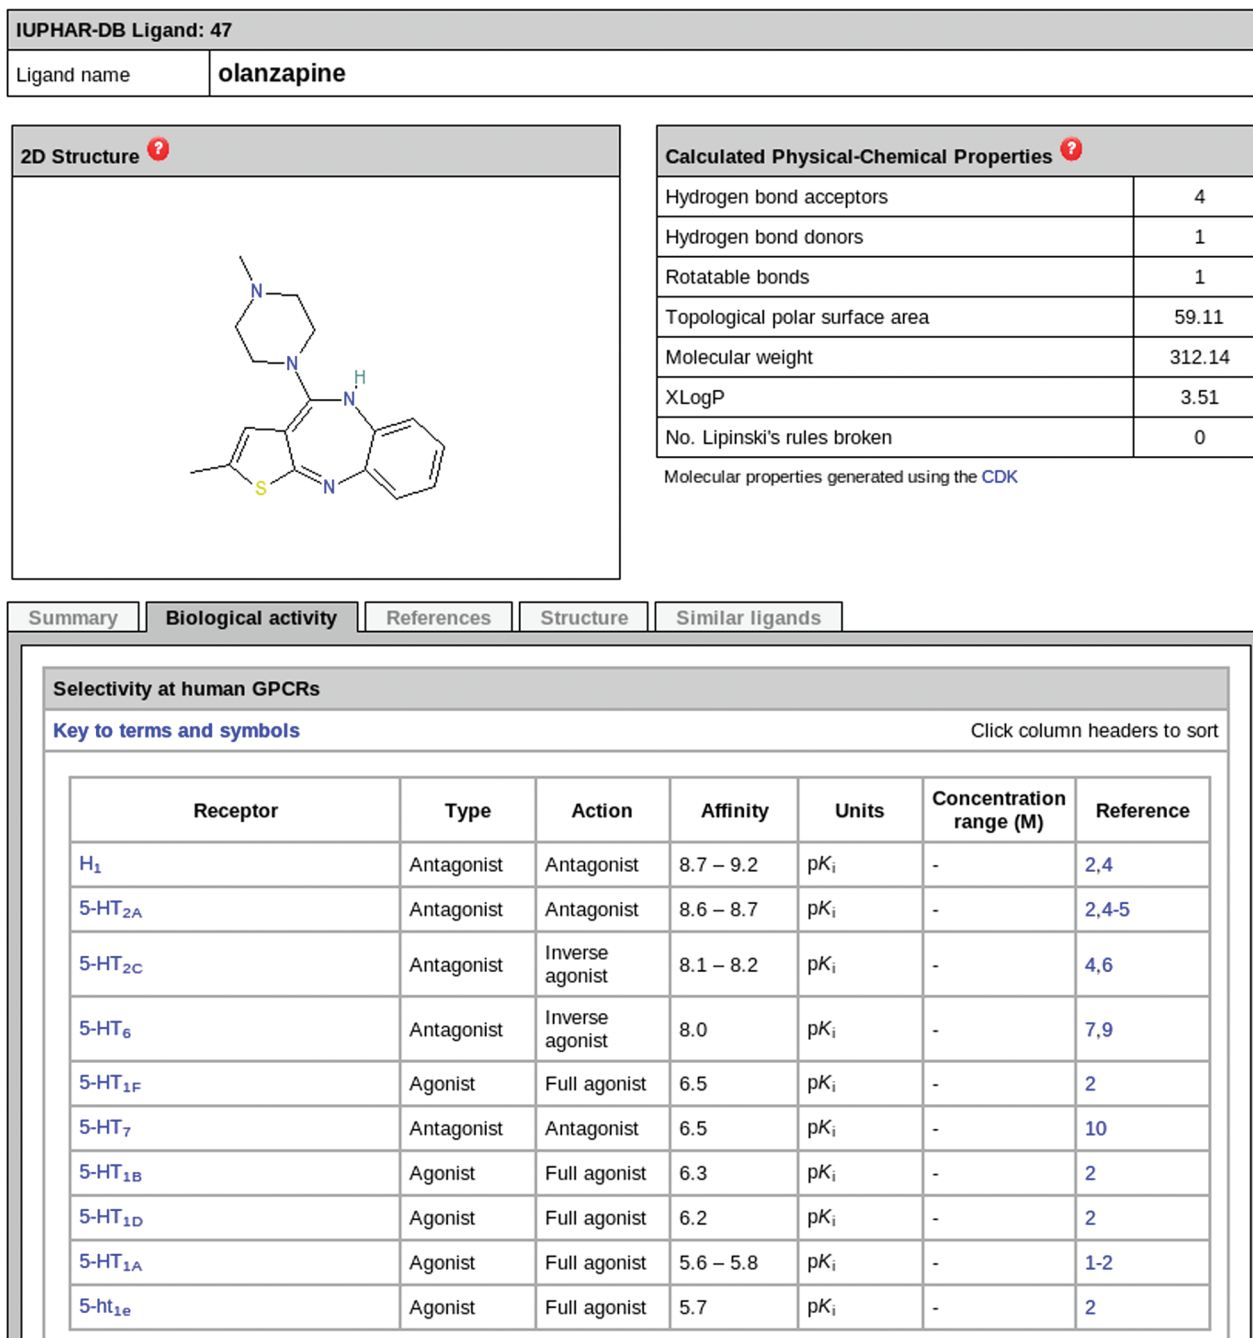 IUPHAR-DB Ligand: 47
Ligand name olanzapine
2D Structure ?
N
N
H
N
S
N
Calculated Physical-Chemical Properties ?
Hydrogen bond acceptors 4
Hydrogen bond donors 1
Rotatable bonds 1
Topological polar surface area 59.11
Molecular weight 312.14
XLogP 3.51
No. Lipinski's rules broken 0
Molecular properties generated using the CDK
Summary Biological activity References Structure Similar ligands
Selectivity at human GPCRs
Key to terms and symbols Click column headers to sort
Receptor Type Action Affinity Units Concentration range (M) Reference
H1 Antagonist Antagonist 8.7 – 9.2 pKi - 2,4
5-HT2A Antagonist Antagonist 8.6 – 8.7 pKi - 2,4-5
5-HT2C Antagonist Inverse agonist 8.1 – 8.2 pKi - 4,6
5-HT6 Antagonist Inverse agonist 8.0 pKi - 7,9
5-HT1F Agonist Full agonist 6.5 pKi - 2
5-HT7 Antagonist Antagonist 6.5 pKi - 10
5-HT1B Agonist Full agonist 6.3 pKi - 2
5-HT1D Agonist Full agonist 6.2 pKi - 2
5-HT1A Agonist Full agonist 5.6 – 5.8 pKi - 1-2
5-ht1e Agonist Full agonist 5.7 pKi - 2